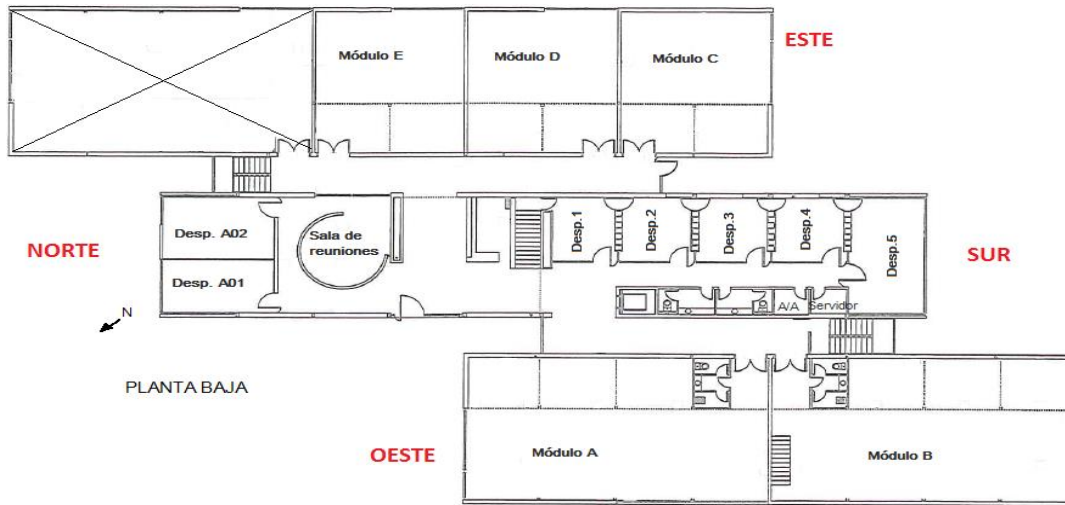 ESTE
Módulo E
Módulo D
Módulo C
Desp. A02
Sala de
reuniones
Desp.1
Desp.2
Desp.3
Desp.4
Desp.5
NORTE
SUR
Desp. A01
A/A
Servidor
N
PLANTA BAJA
OESTE
Módulo A
Módulo B